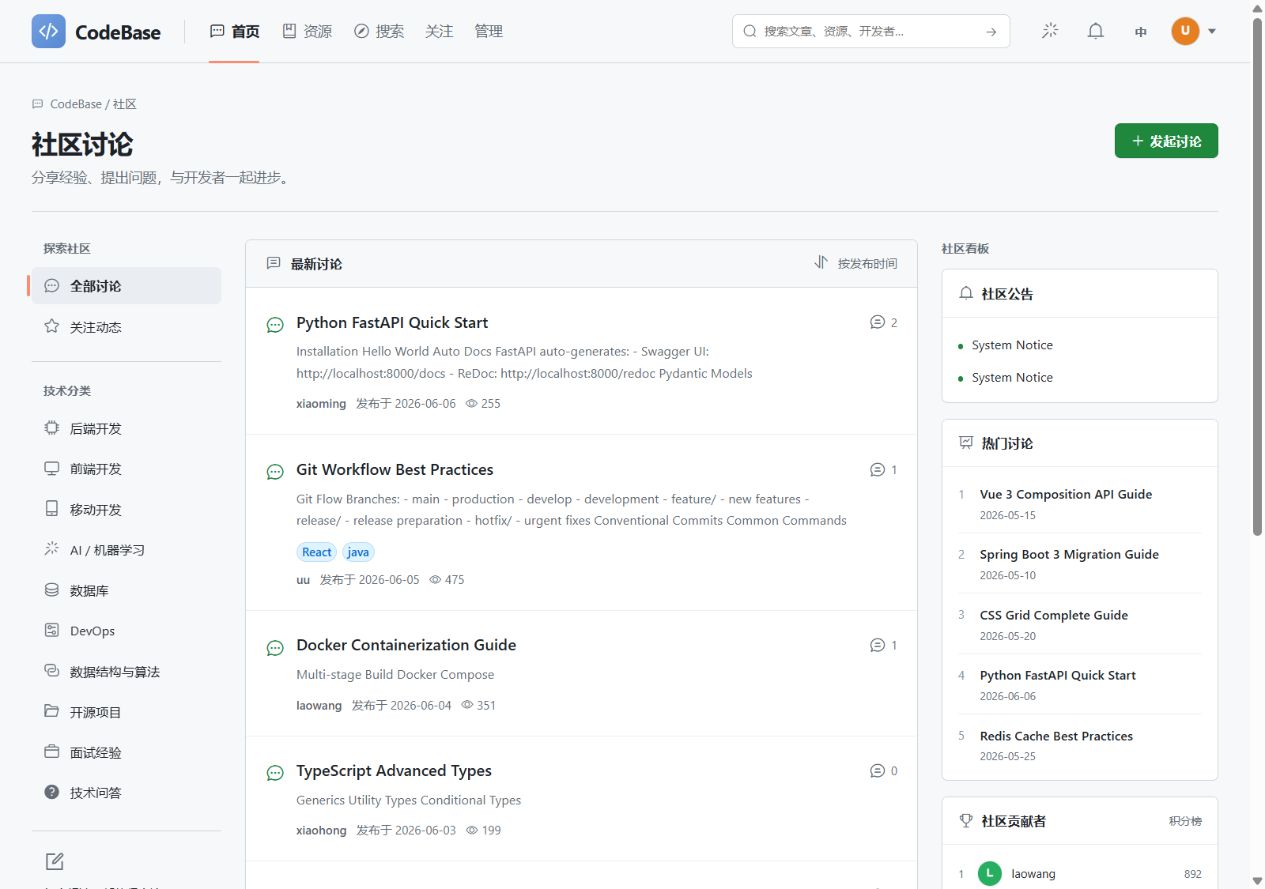 CodeBase
首页
资源
搜索
关注
管理
搜索文章、资源、开发者...
中
U
CodeBase / 社区
社区讨论
分享经验、提出问题，与开发者一起进步。
发起讨论
探索社区
全部讨论
关注动态
技术分类
后端开发
前端开发
移动开发
AI / 机器学习
数据库
DevOps
数据结构与算法
开源项目
面试经验
技术问答
最新讨论
按发布时间
Python FastAPI Quick Start
2
Installation Hello World Auto Docs FastAPI auto-generates: - Swagger UI:
http://localhost:8000/docs - ReDoc: http://localhost:8000/redoc Pydantic Models
xiaoming 发布于 2026-06-06 255
Git Workflow Best Practices
1
Git Flow Branches: - main - production - develop - development - feature/ - new features -
release/ - release preparation - hotfix/ - urgent fixes Conventional Commits Common Commands
React java
uu 发布于 2026-06-05 475
Docker Containerization Guide
1
Multi-stage Build Docker Compose
laowang 发布于 2026-06-04 351
TypeScript Advanced Types
0
Generics Utility Types Conditional Types
xiaohong 发布于 2026-06-03 199
社区看板
社区公告
System Notice
System Notice
热门讨论
1 Vue 3 Composition API Guide
2026-05-15
2 Spring Boot 3 Migration Guide
2026-05-10
3 CSS Grid Complete Guide
2026-05-20
4 Python FastAPI Quick Start
2026-06-06
5 Redis Cache Best Practices
2026-05-25
社区贡献者
积分榜
1 L laowang 892